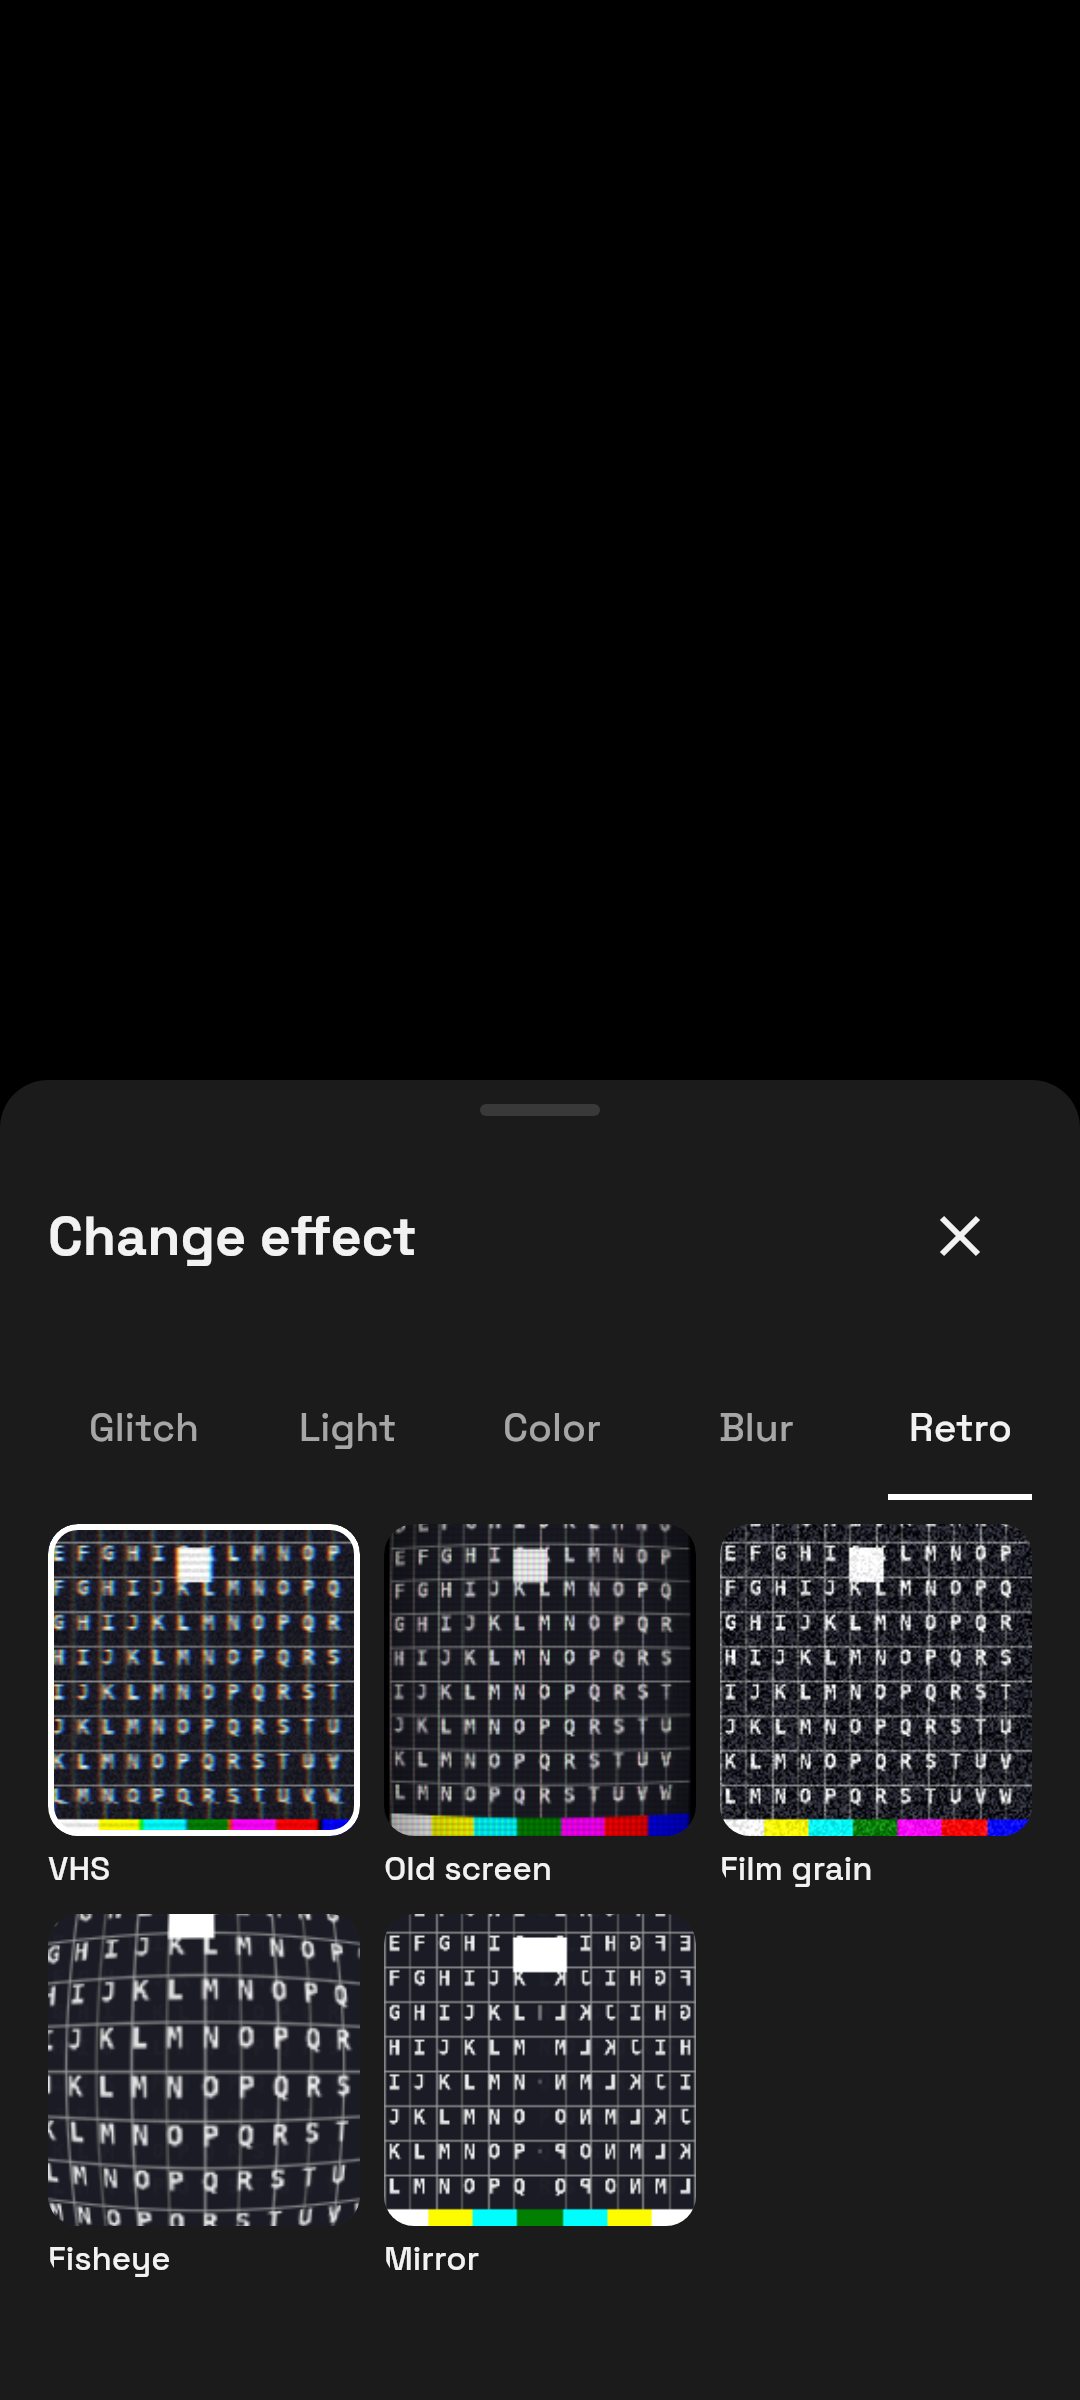 Change effect
Glitch Light Color Blur Retro
E F G H I L M N O P
F G H I J K L M N O P Q
G H I J K L M N O P Q R
H I J K L M N O P Q R S
I J K L M N O P Q R S T
J K L M N O P Q R S T U
K L M N O P Q R S T U V
L M N O P Q R S T U V W
E F G H I L M N O P
F G H I J K L M N O P Q
G H I J K L M N O P Q R
H I J K L M N O P Q R S
I J K L M N O P Q R S T
J K L M N O P Q R S T U
K L M N O P Q R S T U V
L M N O P Q R S T U V W
E F G H I L M N O P
F G H I J K L M N O P Q
G H I J K L M N O P Q R
H I J K L M N O P Q R S
I J K L M N O P Q R S T
J K L M N O P Q R S T U
K L M N O P Q R S T U V
L M N O P Q R S T U V W
VHS Old screen Film grain
G H I J K L M N O P
H I J K L M N O P Q
J K L M N O P Q R
K L M N O P Q R S
K L M N O P Q R S T
L M N O P Q R S T U
M N O P Q R S T U V
E F G H I I H G F E
F G H I J K K J I H G F
G H I J K L L K J I H G
H I J K L M M L K J I H
I J K L M N N M L K J I
J K L M N O O N M L K J
K L M N O P P O N M L K
L M N O P Q Q P O N M L
Fisheye Mirror